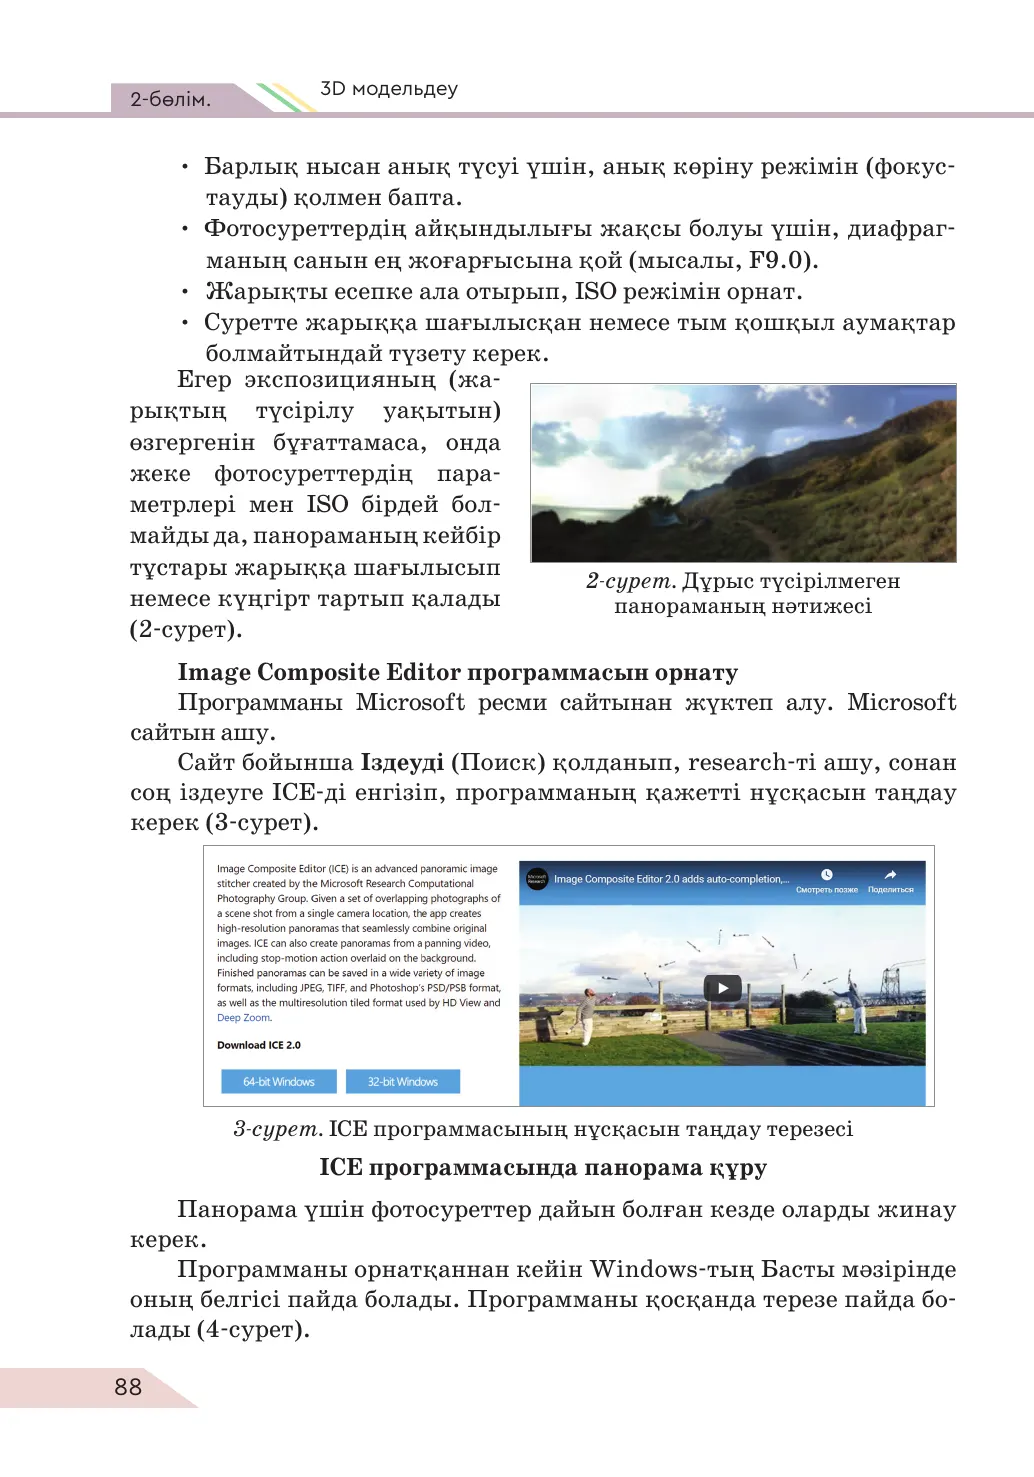 2-бөлім.
3D модельдеу
• Барлық нысан анық түсуі үшін, анық көріну режімін (фокус-
тауды) қолмен бапта.
• Фотосуреттердің айқындылығы жақсы болуы үшін, диафраг-
маның санын ең жоғарғысына қой (мысалы, F9.0).
• Жарықты есепке ала отырып, ISO режімін орнат.
• Суретте жарыққа шағылысқан немесе тым қошқыл аумақтар
болмайтындай түзету керек.
Егер экспозицияның (жа-
рықтың түсірілу уақытын)
өзгергенін бұғаттамаса, онда
жеке фотосуреттердің пара-
метрлері мен ISO бірдей бол-
майды да, панораманың кейбір
тұстары жарыққа шағылысып
немесе күңгірт тартып қалады
(2-сурет).
2-сурет. Дұрыс түсірілмеген
панораманың нәтижесі
Image Composite Editor программасын орнату
Программаны Microsoft ресми сайтынан жүктеп алу. Microsoft
сайтын ашу.
Сайт бойынша Іздеуді (Поиск) қолданып, research-ті ашу, сонан
соң іздеуге ICE-ді енгізіп, программаның қажетті нұсқасын таңдау
керек (3-сурет).
Image Composite Editor (ICE) is an advanced panoramic image
stitcher created by the Microsoft Research Computational
Photography Group. Given a set of overlapping photographs of
a scene shot from a single camera location, the app creates
high-resolution panoramas that seamlessly combine original
images. ICE can also create panoramas from a panning video,
including stop-motion action overlaid on the background.
Finished panoramas can be saved in a wide variety of image
formats, including JPEG, TIFF, and Photoshop's PSD/PSB format,
as well as the multiresolution tiled format used by HD View and
Deep Zoom.
Download ICE 2.0
64-bit Windows
32-bit Windows
Microsoft
Research
Image Composite Editor 2.0 adds auto-completion,...
Смотреть позже
Поделиться
3-сурет. ICE программасының нұсқасын таңдау терезесі
ICE программасында панорама құру
Панорама үшін фотосуреттер дайын болған кезде оларды жинау
керек.
Программаны орнатқаннан кейін Windows-тың Басты мәзірінде
оның белгісі пайда болады. Программаны қосқанда терезе пайда бо-
лады (4-сурет).
88